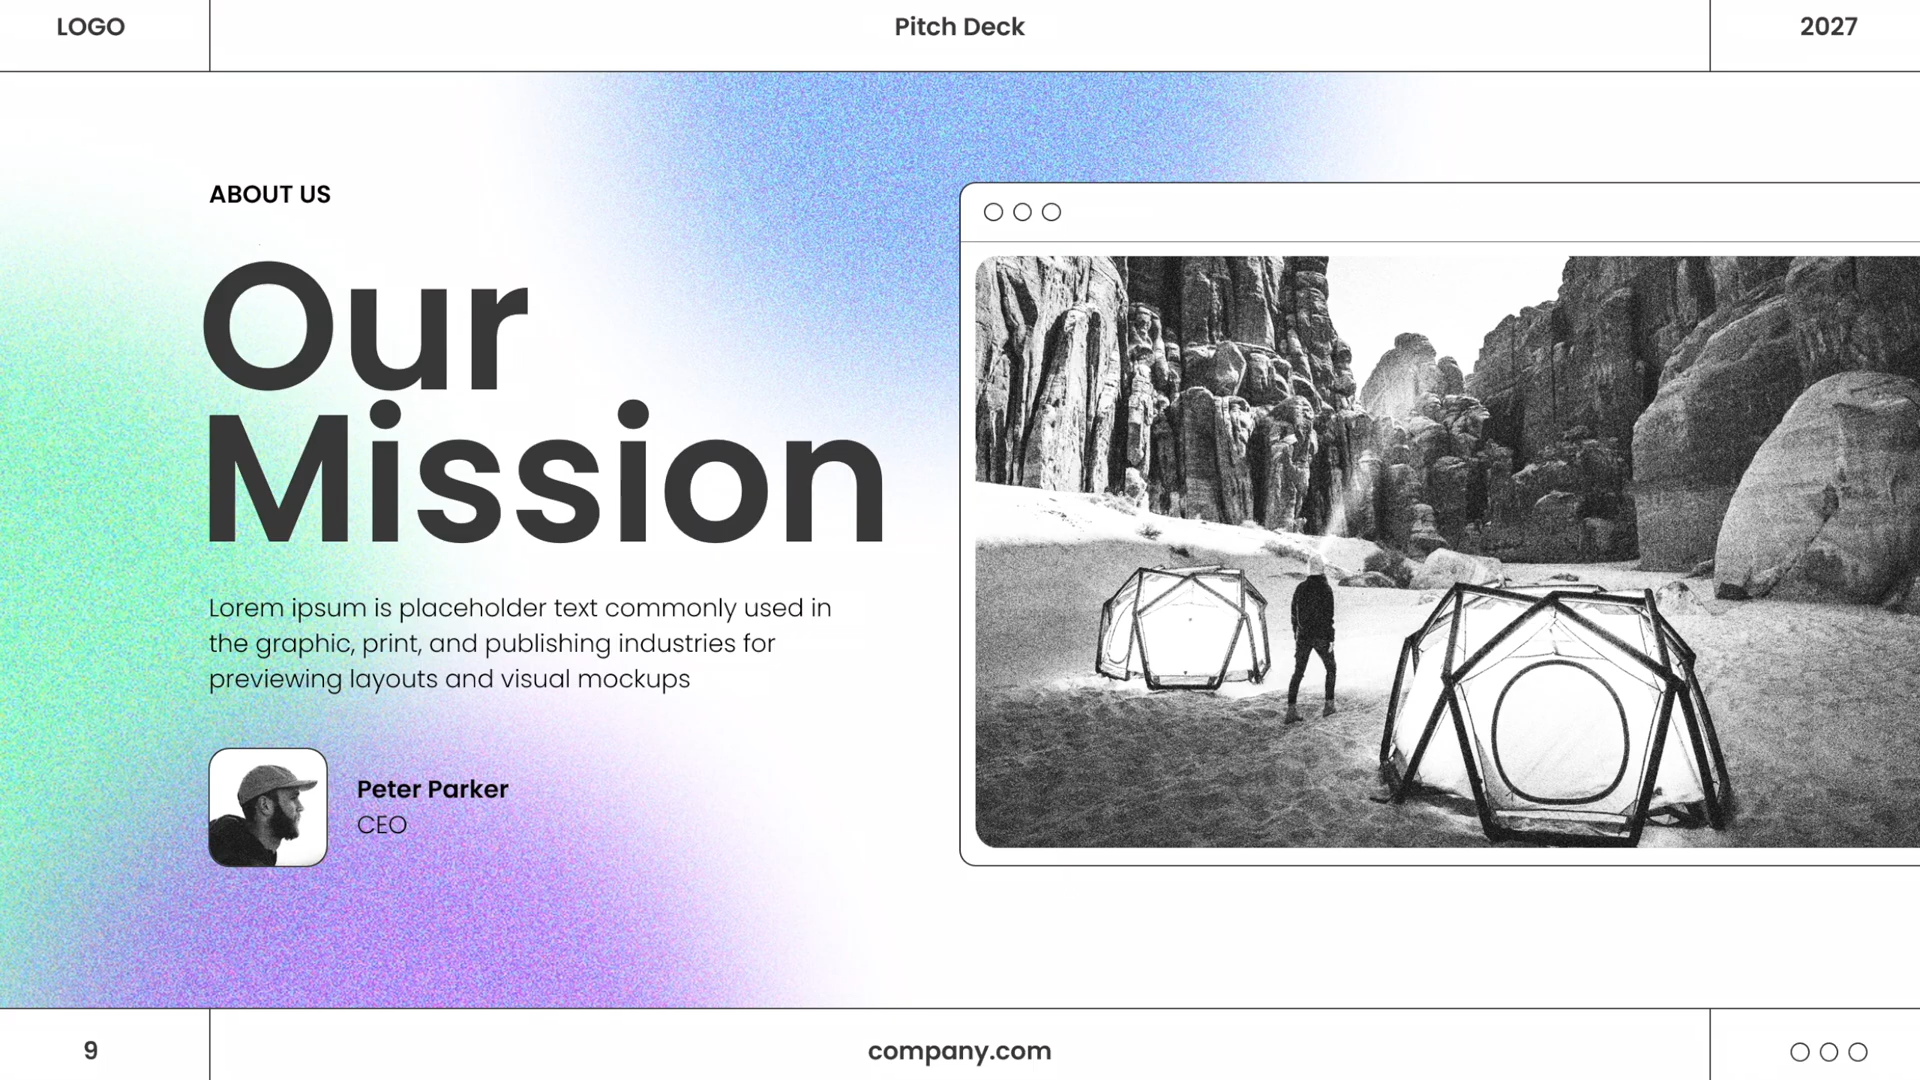 LOGO
Pitch Deck
2027
ABOUT US
Our
Mission
Lorem ipsum is placeholder text commonly used in
the graphic, print, and publishing industries for
previewing layouts and visual mockups
Peter Parker
CEO
9
company.com